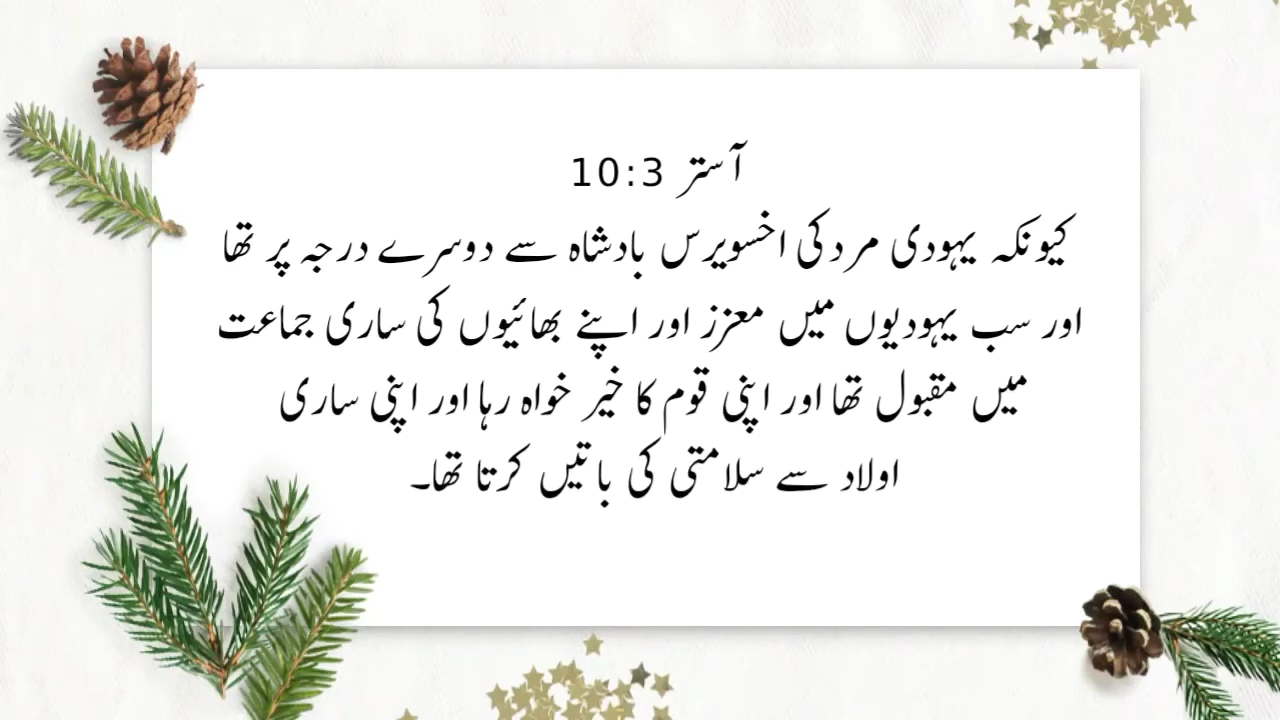 آستر 10:3
کیونکہ یہودی مردکی اخسویرس بادشاہ سے دوسرے درجہ پر تھا
اور سب یہودیوں میں معزز اور اپنے بھائیوں کی ساری جماعت
میں مقبول تھا اور اپنی قوم کا خیر خواہ رہا اور اپنی ساری
اولاد سے سلامتی کی باتیں کرتا تھا۔